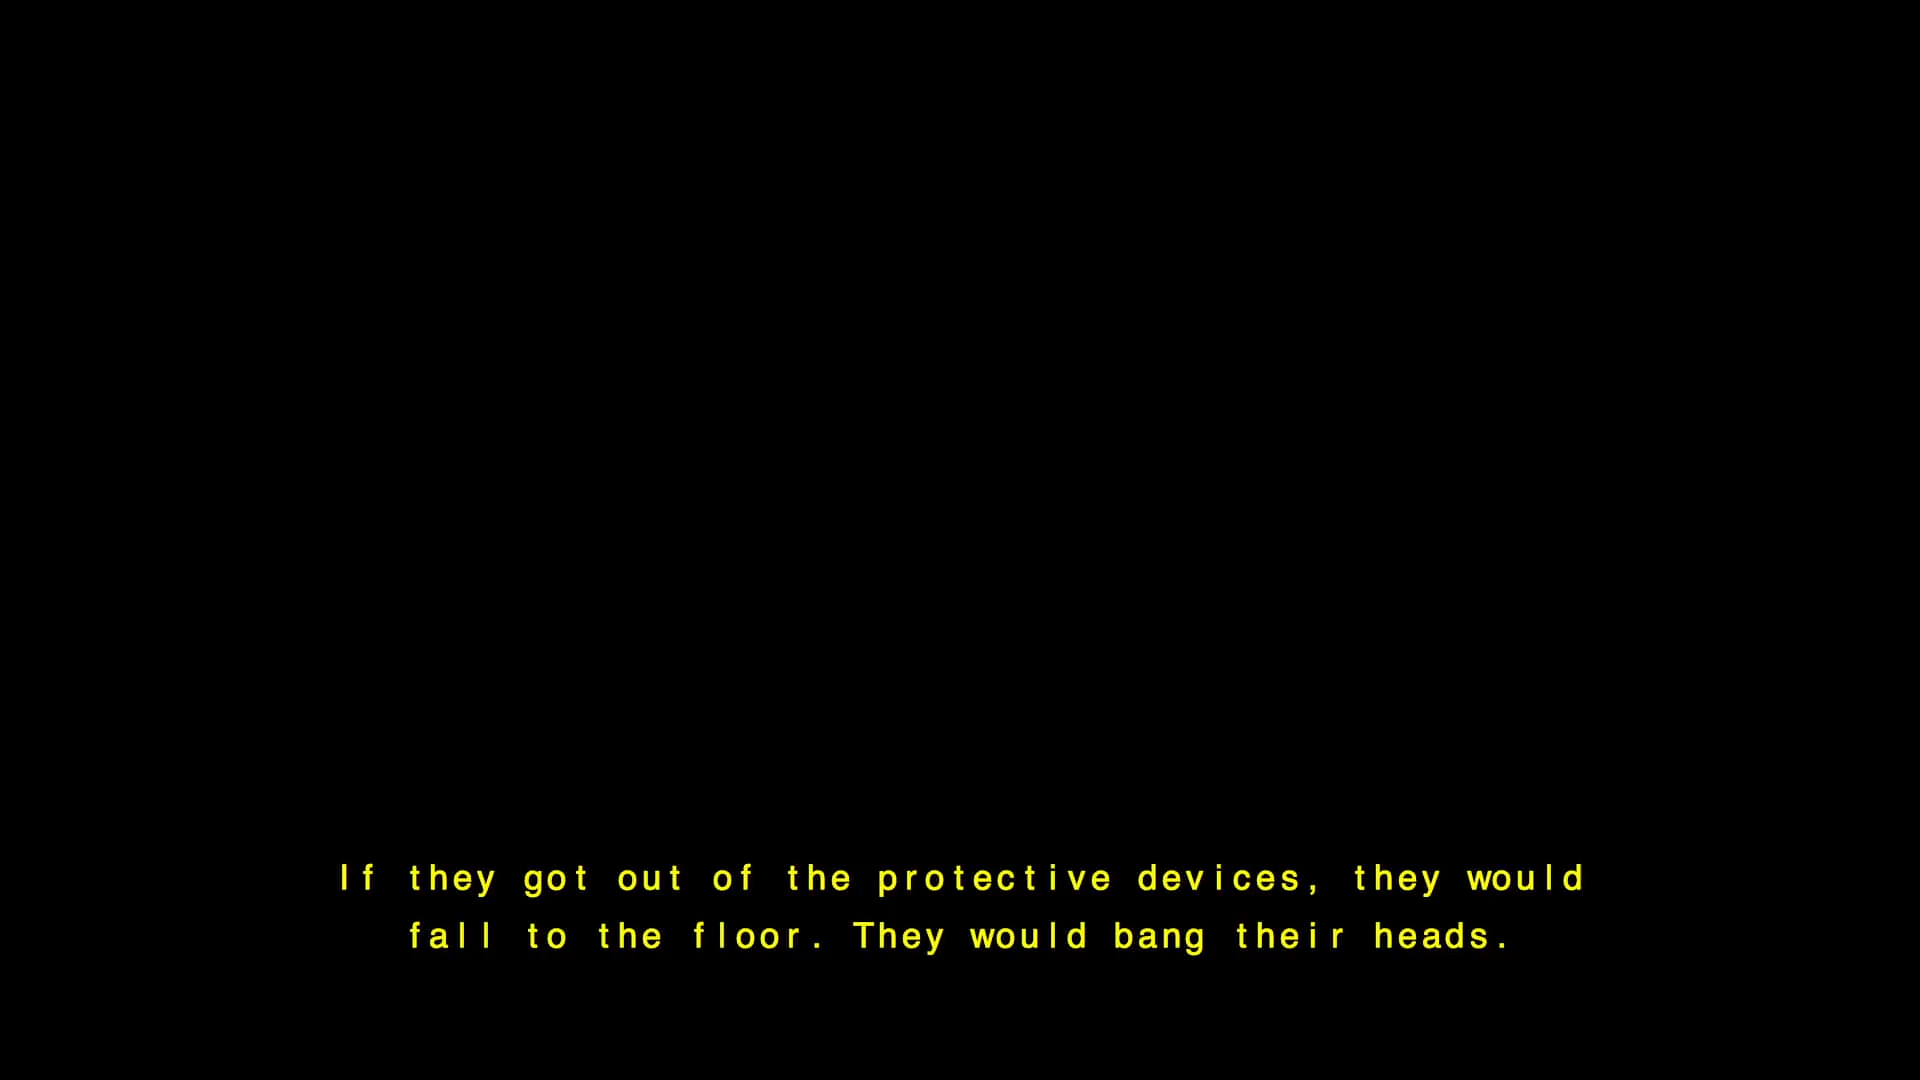 If they got out of the protective devices, they would
fall to the floor. They would bang their heads.